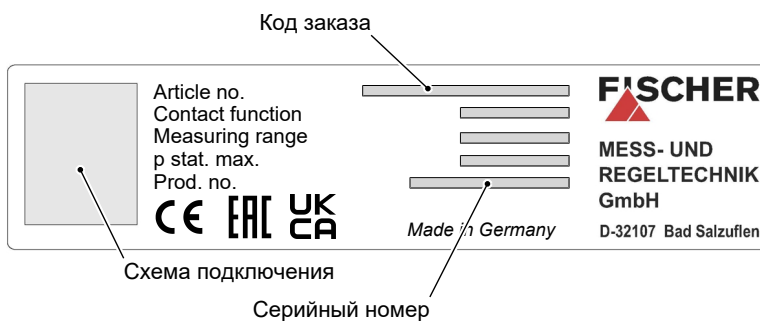 Код заказа
Article no.
Contact function
Measuring range
p stat. max.
Prod. no.
CE EAC UK CA
Made in Germany
FISCHER
MESS- UND
REGELTECHNIK
GmbH
D-32107 Bad Salzuflen
Схема подключения
Серийный номер